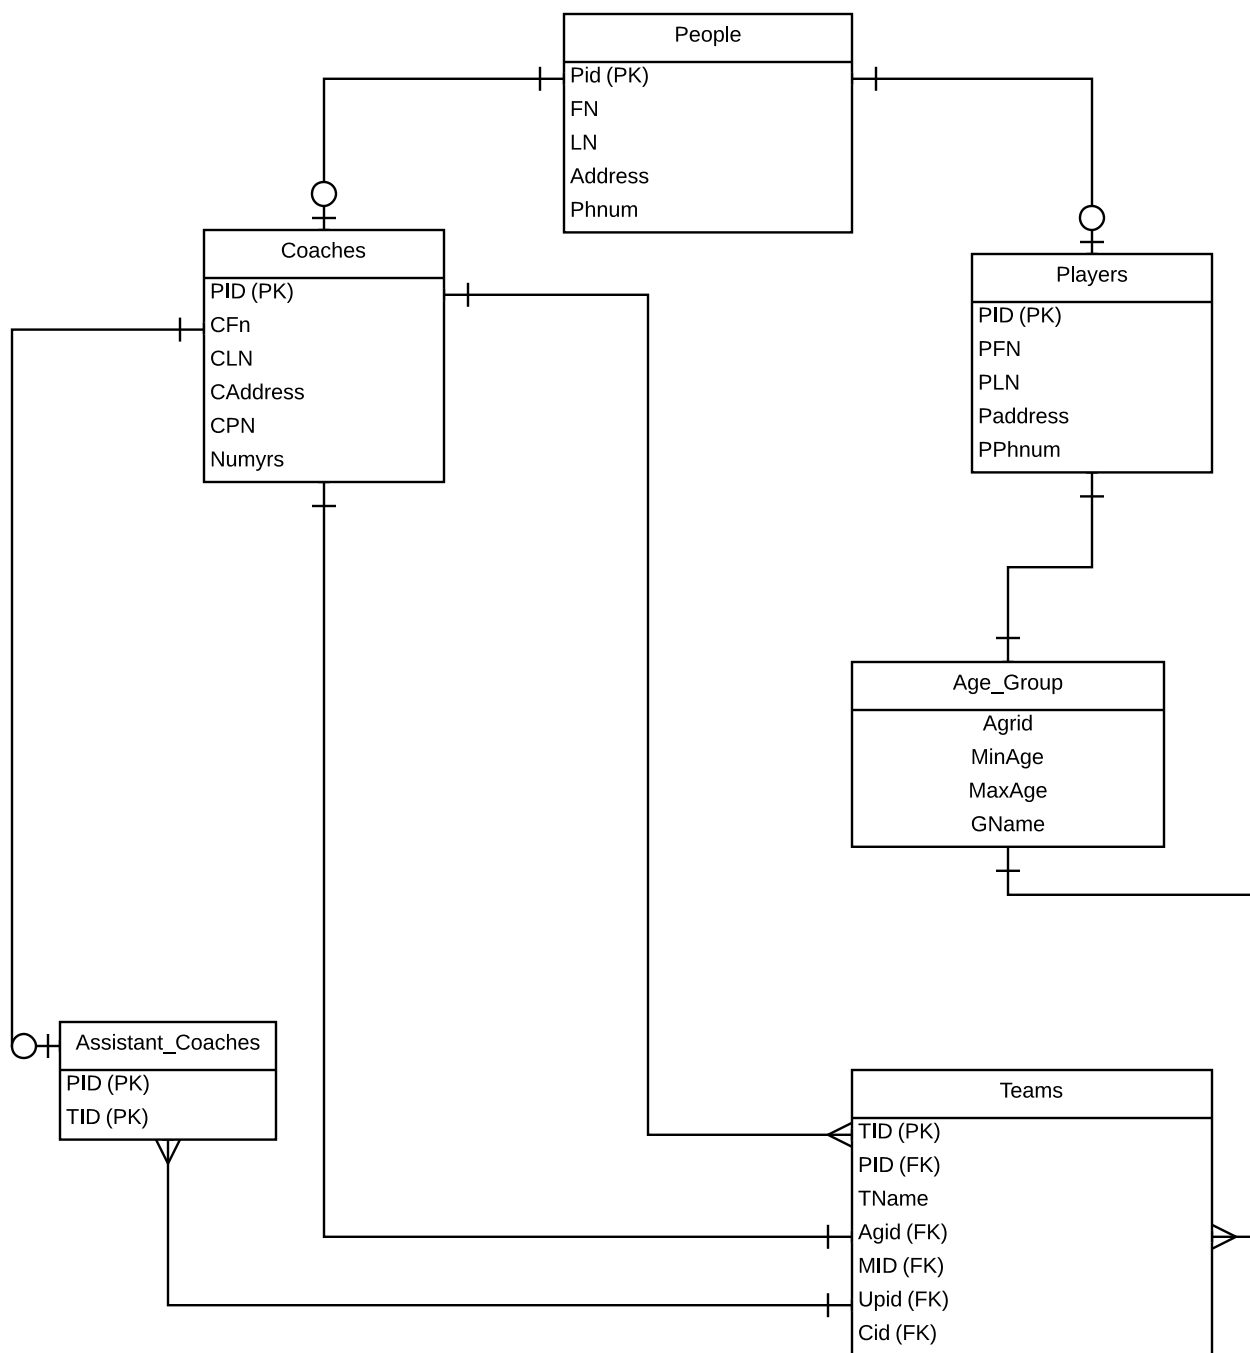 People
Pid (PK)
FN
LN
Address
Phnum
Coaches
PID (PK)
CFn
CLN
CAddress
CPN
Numyrs
Players
PID (PK)
PFN
PLN
Paddress
PPhnum
Age_Group
Agrid
MinAge
MaxAge
GName
Assistant_Coaches
PID (PK)
TID (PK)
Teams
TID (PK)
PID (FK)
TName
Agid (FK)
MID (FK)
Upid (FK)
Cid (FK)